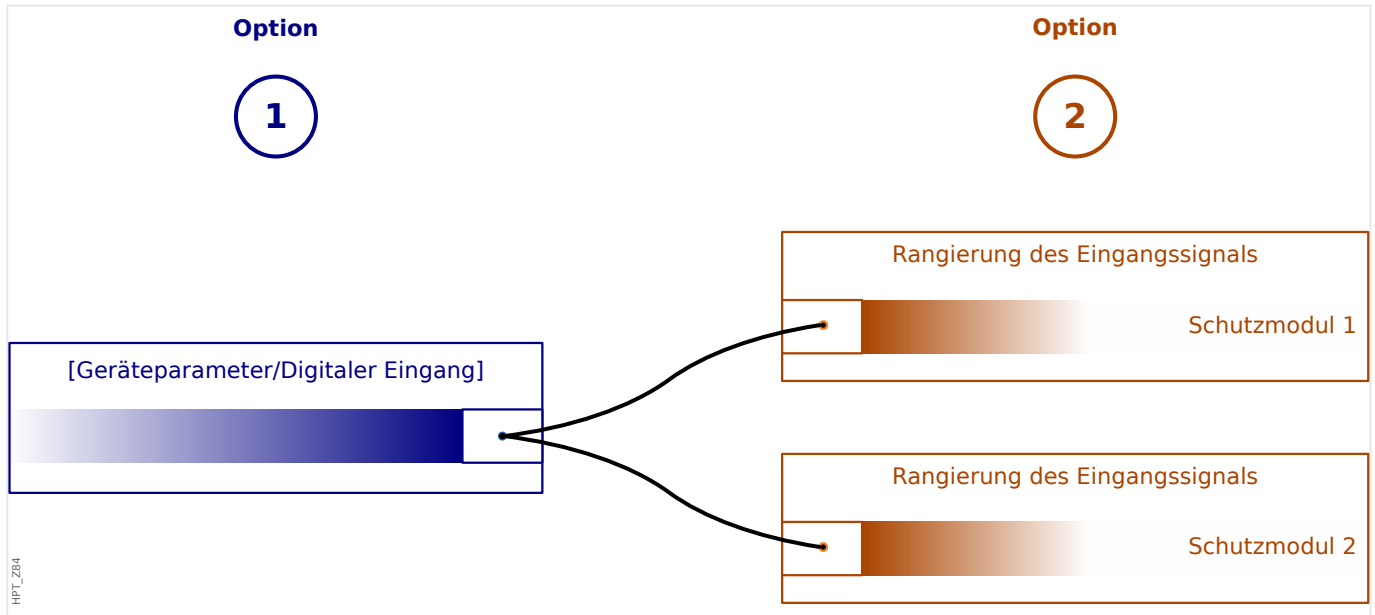 Option
1
Option
2
[Geräteparameter/Digitaler Eingang]
Rangierung des Eingangssignals
Schutzmodul 1
Rangierung des Eingangssignals
Schutzmodul 2
HPT_Z84